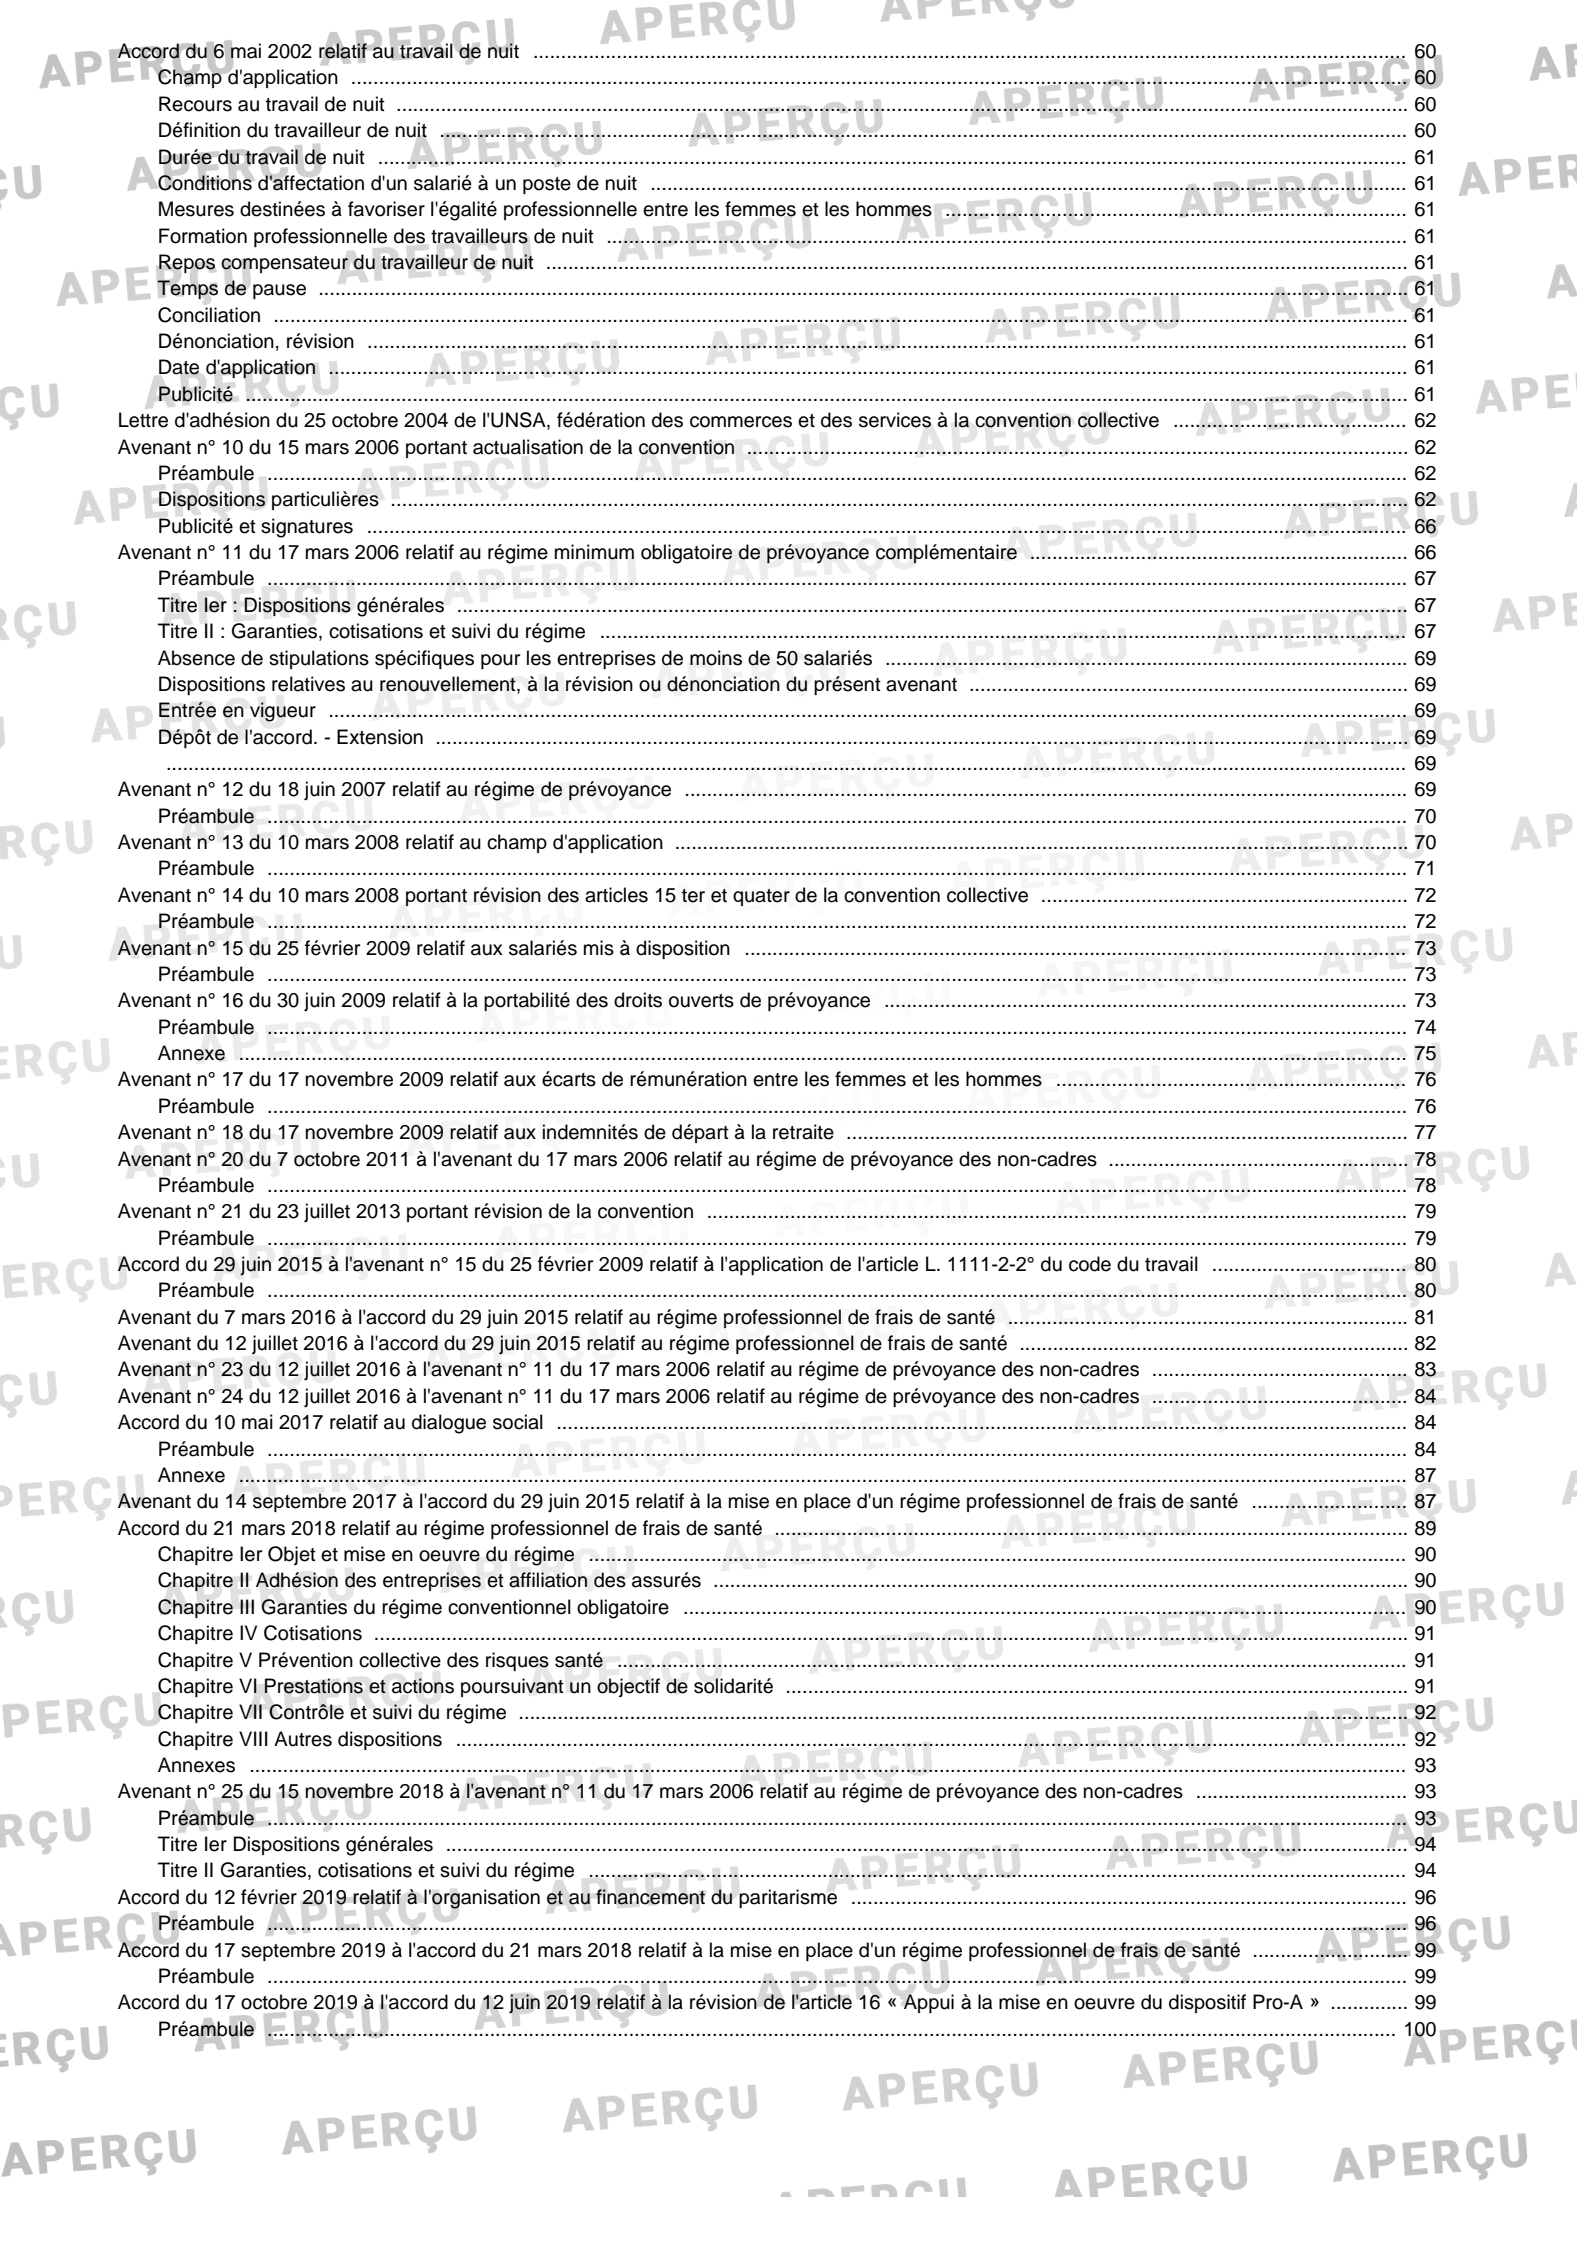 Accord du 6 mai 2002 relatif au travail de nuit ........ 60
Champ d'application ........ 60
Recours au travail de nuit ........ 60
Définition du travailleur de nuit ........ 60
Durée du travail de nuit ........ 61
Conditions d'affectation d'un salarié à un poste de nuit ........ 61
Mesures destinées à favoriser l'égalité professionnelle entre les femmes et les hommes ........ 61
Formation professionnelle des travailleurs de nuit ........ 61
Repos compensateur du travailleur de nuit ........ 61
Temps de pause ........ 61
Conciliation ........ 61
Dénonciation, révision ........ 61
Date d'application ........ 61
Publicité ........ 61
Lettre d'adhésion du 25 octobre 2004 de l'UNSA, fédération des commerces et des services à la convention collective ........ 62
Avenant n° 10 du 15 mars 2006 portant actualisation de la convention ........ 62
Préambule ........ 62
Dispositions particulières ........ 62
Publicité et signatures ........ 66
Avenant n° 11 du 17 mars 2006 relatif au régime minimum obligatoire de prévoyance complémentaire ........ 66
Préambule ........ 67
Titre Ier : Dispositions générales ........ 67
Titre II : Garanties, cotisations et suivi du régime ........ 67
Absence de stipulations spécifiques pour les entreprises de moins de 50 salariés ........ 69
Dispositions relatives au renouvellement, à la révision ou dénonciation du présent avenant ........ 69
Entrée en vigueur ........ 69
Dépôt de l'accord. - Extension ........ 69
........ 69
Avenant n° 12 du 18 juin 2007 relatif au régime de prévoyance ........ 69
Préambule ........ 70
Avenant n° 13 du 10 mars 2008 relatif au champ d'application ........ 70
Préambule ........ 71
Avenant n° 14 du 10 mars 2008 portant révision des articles 15 ter et quater de la convention collective ........ 72
Préambule ........ 72
Avenant n° 15 du 25 février 2009 relatif aux salariés mis à disposition ........ 73
Préambule ........ 73
Avenant n° 16 du 30 juin 2009 relatif à la portabilité des droits ouverts de prévoyance ........ 73
Préambule ........ 74
Annexe ........ 75
Avenant n° 17 du 17 novembre 2009 relatif aux écarts de rémunération entre les femmes et les hommes ........ 76
Préambule ........ 76
Avenant n° 18 du 17 novembre 2009 relatif aux indemnités de départ à la retraite ........ 77
Avenant n° 20 du 7 octobre 2011 à l'avenant du 17 mars 2006 relatif au régime de prévoyance des non-cadres ........ 78
Préambule ........ 78
Avenant n° 21 du 23 juillet 2013 portant révision de la convention ........ 79
Préambule ........ 79
Accord du 29 juin 2015 à l'avenant n° 15 du 25 février 2009 relatif à l'application de l'article L. 1111-2-2° du code du travail ........ 80
Préambule ........ 80
Avenant du 7 mars 2016 à l'accord du 29 juin 2015 relatif au régime professionnel de frais de santé ........ 81
Avenant du 12 juillet 2016 à l'accord du 29 juin 2015 relatif au régime professionnel de frais de santé ........ 82
Avenant n° 23 du 12 juillet 2016 à l'avenant n° 11 du 17 mars 2006 relatif au régime de prévoyance des non-cadres ........ 83
Avenant n° 24 du 12 juillet 2016 à l'avenant n° 11 du 17 mars 2006 relatif au régime de prévoyance des non-cadres ........ 84
Accord du 10 mai 2017 relatif au dialogue social ........ 84
Préambule ........ 84
Annexe ........ 87
Avenant du 14 septembre 2017 à l'accord du 29 juin 2015 relatif à la mise en place d'un régime professionnel de frais de santé ........ 87
Accord du 21 mars 2018 relatif au régime professionnel de frais de santé ........ 89
Chapitre Ier Objet et mise en oeuvre du régime ........ 90
Chapitre II Adhésion des entreprises et affiliation des assurés ........ 90
Chapitre III Garanties du régime conventionnel obligatoire ........ 90
Chapitre IV Cotisations ........ 91
Chapitre V Prévention collective des risques santé ........ 91
Chapitre VI Prestations et actions poursuivant un objectif de solidarité ........ 91
Chapitre VII Contrôle et suivi du régime ........ 92
Chapitre VIII Autres dispositions ........ 92
Annexes ........ 93
Avenant n° 25 du 15 novembre 2018 à l'avenant n° 11 du 17 mars 2006 relatif au régime de prévoyance des non-cadres ........ 93
Préambule ........ 93
Titre Ier Dispositions générales ........ 94
Titre II Garanties, cotisations et suivi du régime ........ 94
Accord du 12 février 2019 relatif à l'organisation et au financement du paritarisme ........ 96
Préambule ........ 96
Accord du 17 septembre 2019 à l'accord du 21 mars 2018 relatif à la mise en place d'un régime professionnel de frais de santé ........ 99
Préambule ........ 99
Accord du 17 octobre 2019 à l'accord du 12 juin 2019 relatif à la révision de l'article 16 « Appui à la mise en oeuvre du dispositif Pro-A » ........ 99
Préambule ........ 100
APERÇU